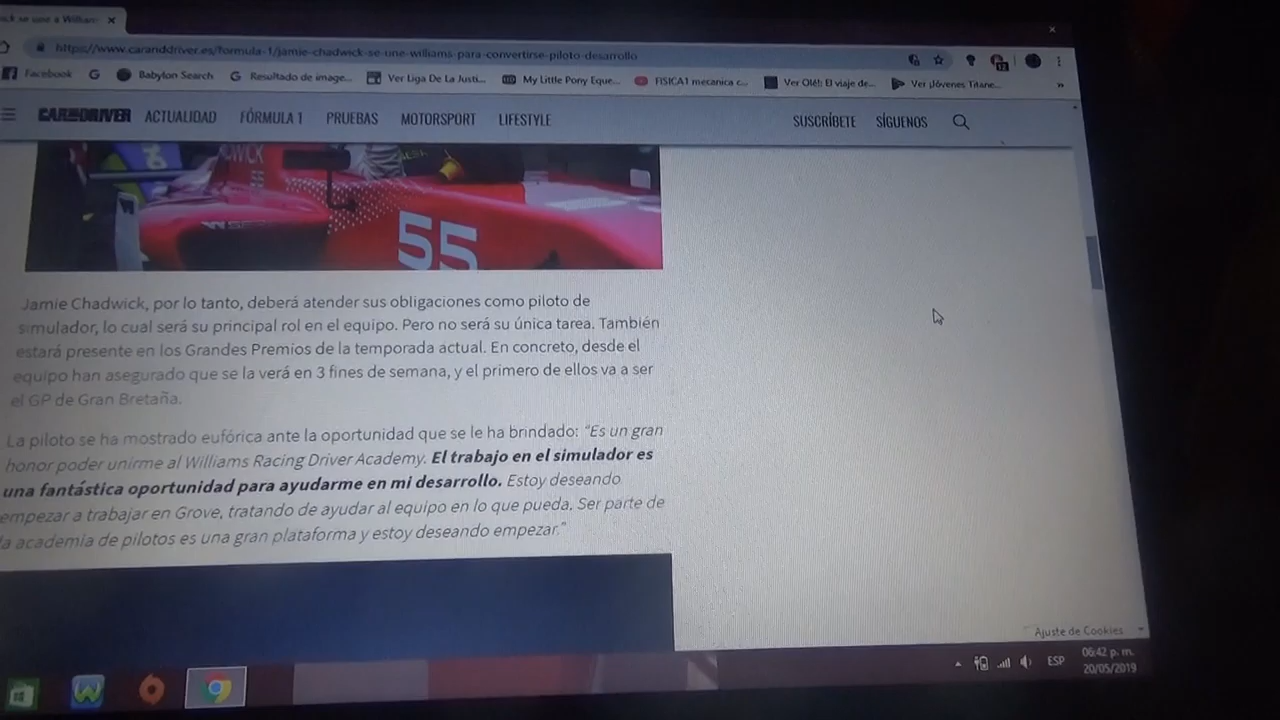 ck se une a William
https://www.caranddriver.es/formula-1/jamie-chadwick-se-une-williams-para-convertirse-piloto-desarrollo
Facebook Babylon Search Resultado de image... Ver Liga De La Justi... My Little Pony Eque... FISICA1 mecanica c... Ver Olé!: El viaje de... Ver ¡Jóvenes Titane... »
CAR AND DRIVER ACTUALIDAD FÓRMULA 1 PRUEBAS MOTORSPORT LIFESTYLE SUSCRÍBETE SÍGUENOS
WICK
55
Jamie Chadwick, por lo tanto, deberá atender sus obligaciones como piloto de
simulador, lo cual será su principal rol en el equipo. Pero no será su única tarea. También
estará presente en los Grandes Premios de la temporada actual. En concreto, desde el
equipo han asegurado que se la verá en 3 fines de semana, y el primero de ellos va a ser
el GP de Gran Bretaña.
La piloto se ha mostrado eufórica ante la oportunidad que se le ha brindado: “Es un gran
honor poder unirme al Williams Racing Driver Academy. El trabajo en el simulador es
una fantástica oportunidad para ayudarme en mi desarrollo. Estoy deseando
empezar a trabajar en Grove, tratando de ayudar al equipo en lo que pueda. Ser parte de
la academia de pilotos es una gran plataforma y estoy deseando empezar.”
Ajuste de Cookies
ESP
06:42 p. m.
20/05/2019